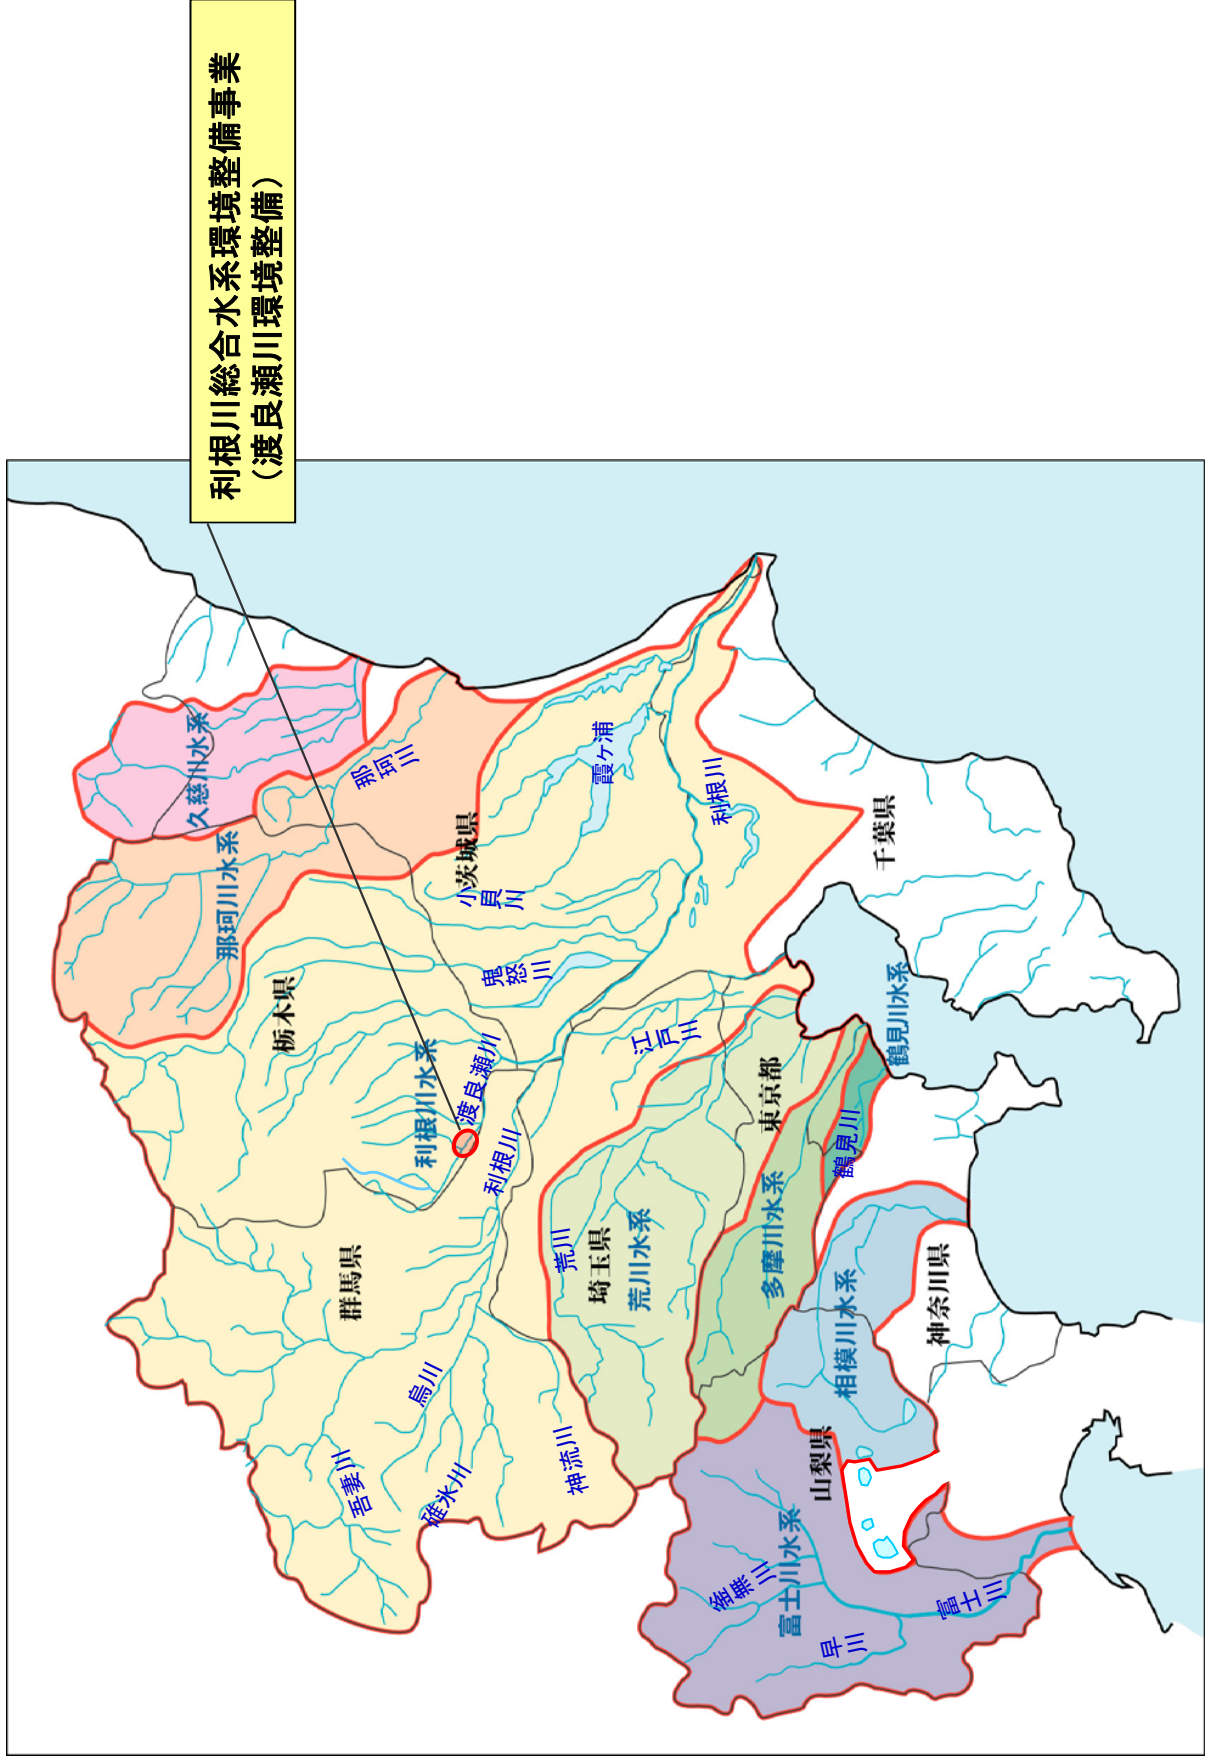 利根川総合水系環境整備事業
（渡良瀬川環境整備）
久慈川水系
那珂川水系
那珂川
栃木県
茨城県
小貝川
鬼怒川
霞ヶ浦
利根川
千葉県
利根川水系
渡良瀬川
利根川
江戸川
群馬県
吾妻川
烏川
碓氷川
神流川
荒川
埼玉県
荒川水系
東京都
多摩川水系
鶴見川
鶴見川水系
相模川水系
神奈川県
山梨県
富士川水系
釜無川
早川
富士川